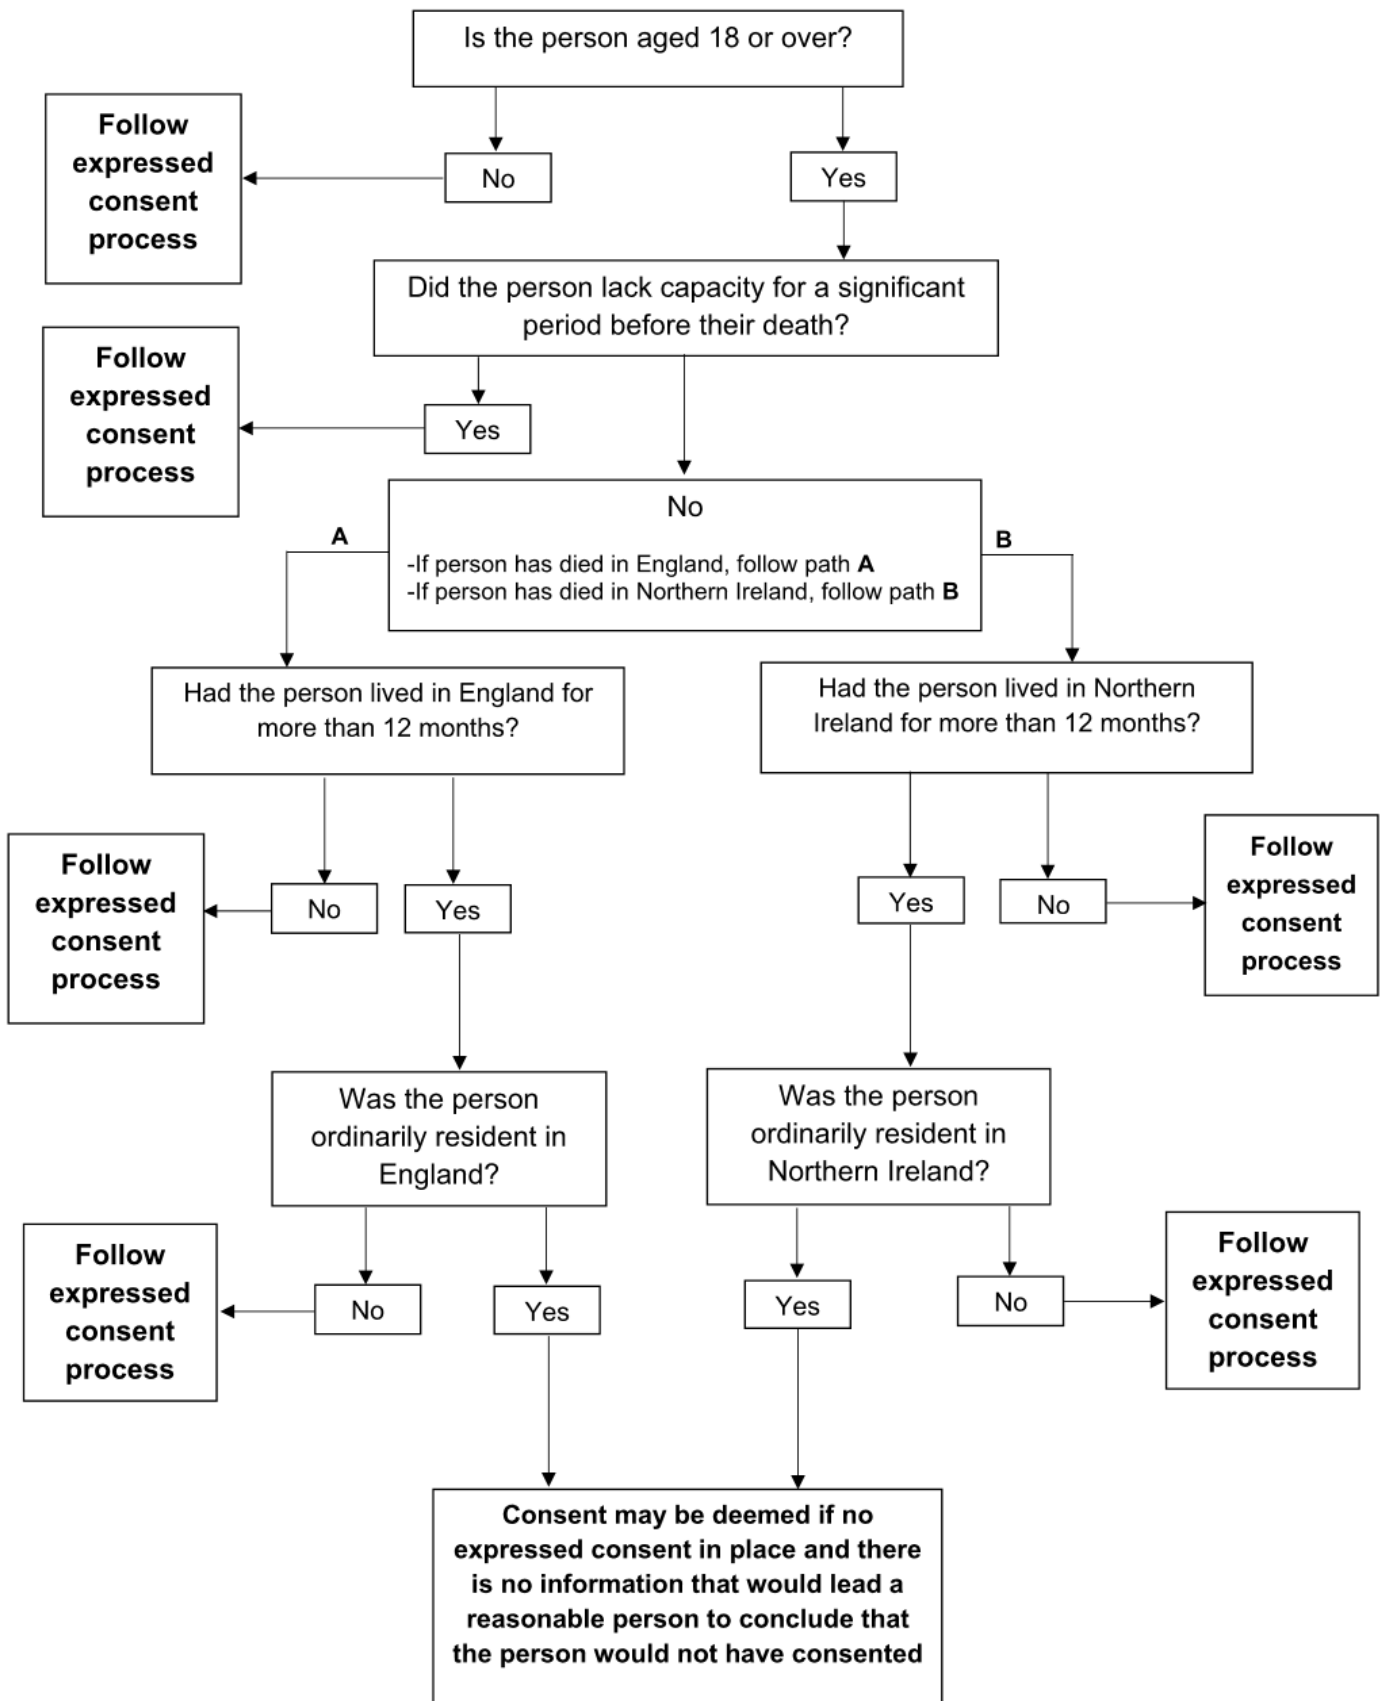 Is the person aged 18 or over?
Follow
expressed
consent
process
No
Yes
Did the person lack capacity for a significant
period before their death?
Follow
expressed
consent
process
Yes
No
A
B
-If person has died in England, follow path A
-If person has died in Northern Ireland, follow path B
Had the person lived in England for
more than 12 months?
Had the person lived in Northern
Ireland for more than 12 months?
Follow
expressed
consent
process
No
Yes
Yes
No
Follow
expressed
consent
process
Was the person
ordinarily resident in
England?
Was the person
ordinarily resident in
Northern Ireland?
Follow
expressed
consent
process
No
Yes
Yes
No
Follow
expressed
consent
process
Consent may be deemed if no
expressed consent in place and there
is no information that would lead a
reasonable person to conclude that
the person would not have consented